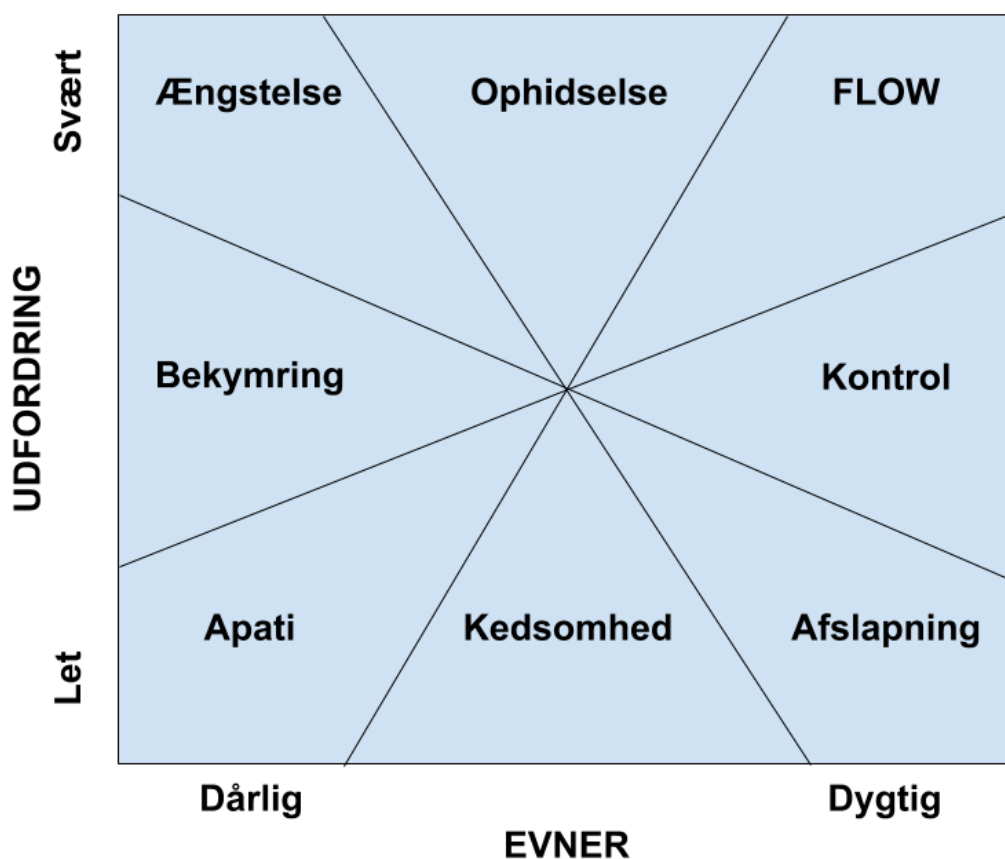 Svært
Ængstelse
Ophidselse
FLOW
UDFORDRING
Bekymring
Kontrol
Let
Apati
Kedsomhed
Afslapning
Dårlig
Dygtig
EVNER